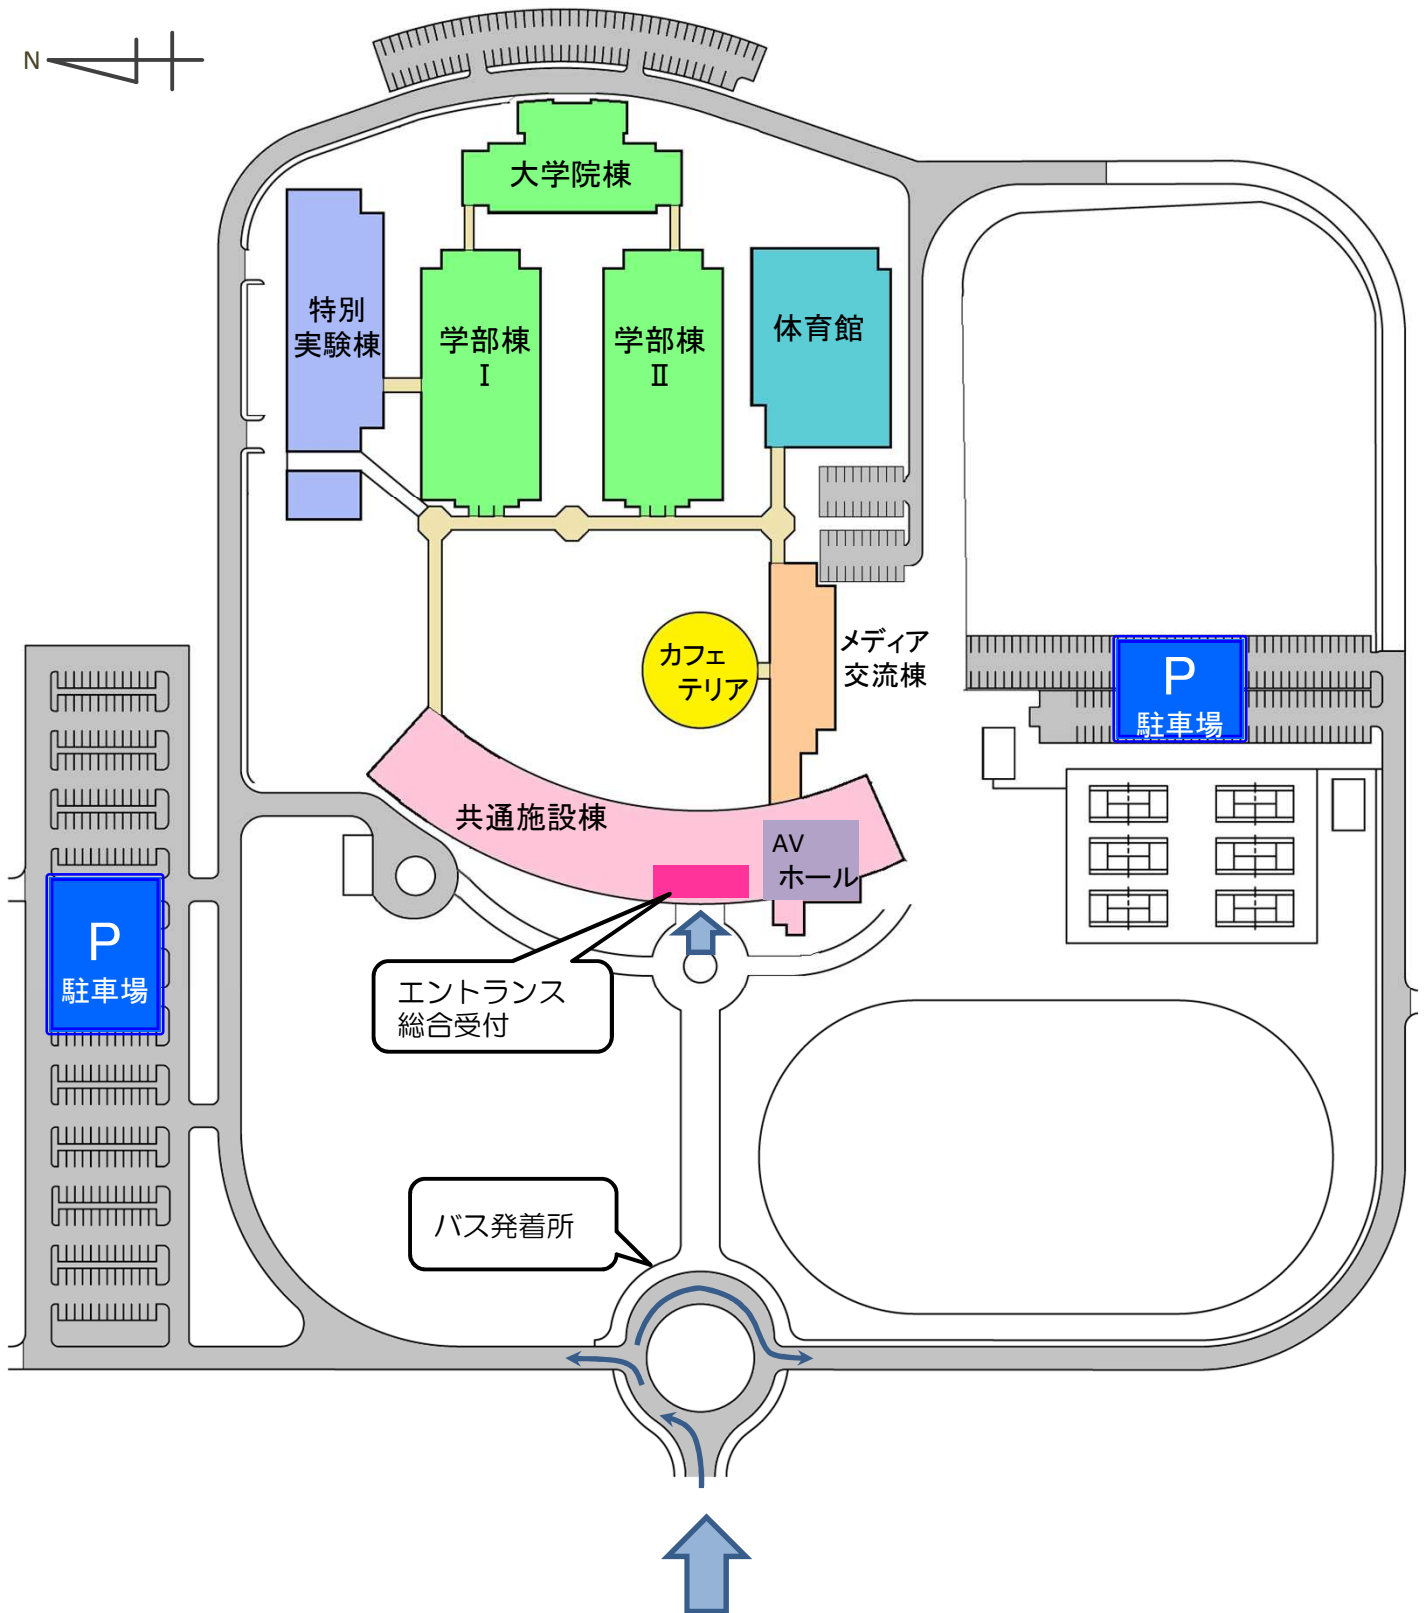 N
大学院棟
特別
実験棟
学部棟
Ⅰ
学部棟
Ⅱ
体育館
カフェ
テリア
メディア
交流棟
P
駐車場
共通施設棟
AV
ホール
P
駐車場
エントランス
総合受付
バス発着所